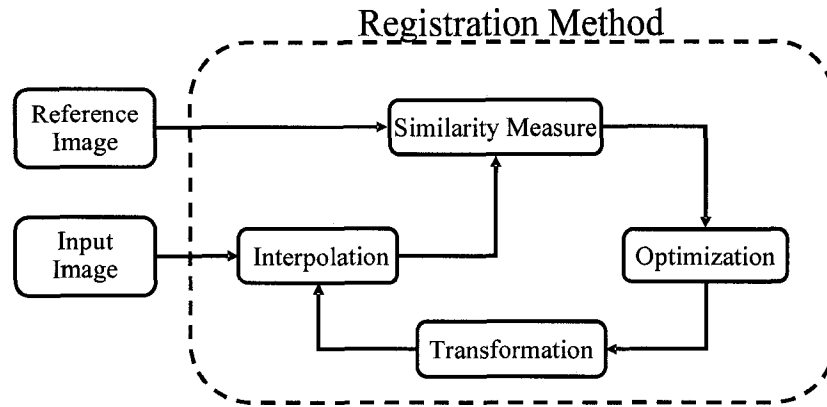 Registration Method
Reference
Image
Similarity Measure
Input
Image
Interpolation
Optimization
Transformation